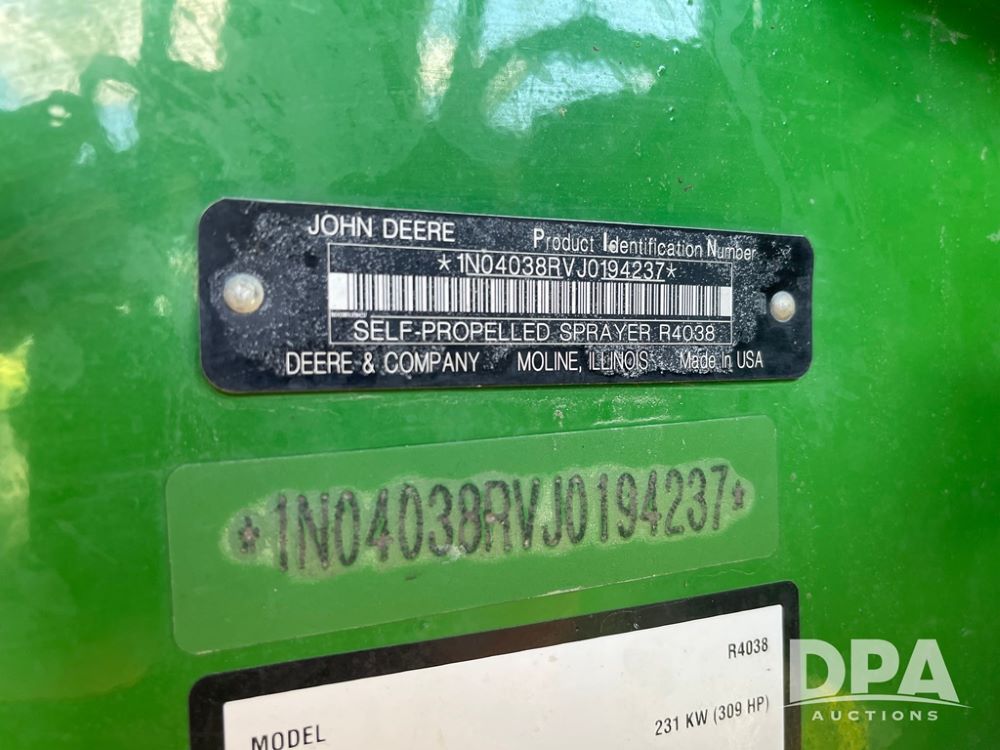 JOHN DEERE
Product Identification Number
*1N04038RVJ0194237*
SELF-PROPELLED SPRAYER R4038
DEERE & COMPANY MOLINE, ILLINOIS Made in USA
*1N04038RVJ0194237*
R4038
MODEL 231 KW (309 HP)
DPA
AUCTIONS